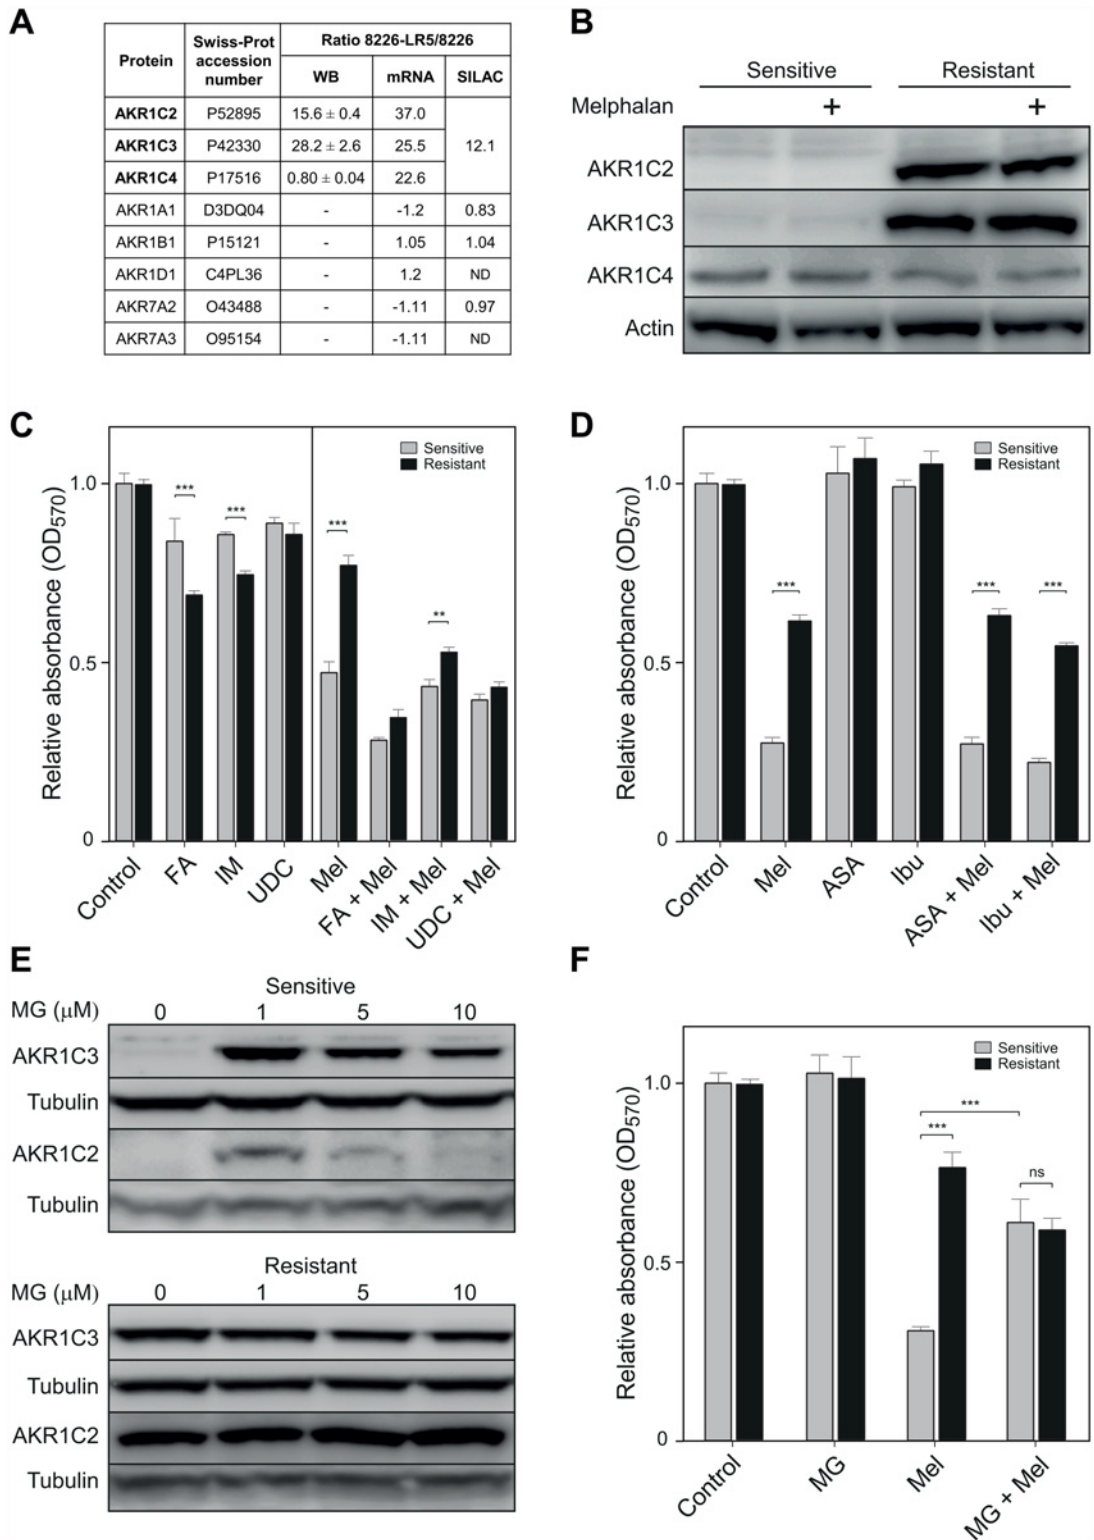 A
Protein Swiss-Prot accession number Ratio 8226-LR5/8226
WB mRNA SILAC
AKR1C2 P52895 15.6 ± 0.4 37.0 12.1
AKR1C3 P42330 28.2 ± 2.6 25.5
AKR1C4 P17516 0.80 ± 0.04 22.6
AKR1A1 D3DQ04 - -1.2 0.83
AKR1B1 P15121 - 1.05 1.04
AKR1D1 C4PL36 - 1.2 ND
AKR7A2 O43488 - -1.11 0.97
AKR7A3 O95154 - -1.11 ND
B
Sensitive Resistant
Melphalan + +
AKR1C2
AKR1C3
AKR1C4
Actin
C
Sensitive
Resistant
Relative absorbance (OD570)
1.0
0.5
0
*** *** *** **
Control FA IM UDC Mel FA + Mel IM + Mel UDC + Mel
D
Sensitive
Resistant
Relative absorbance (OD570)
1.0
0.5
0
*** *** ***
Control Mel ASA Ibu ASA + Mel Ibu + Mel
E
Sensitive
MG (µM) 0 1 5 10
AKR1C3
Tubulin
AKR1C2
Tubulin
Resistant
MG (µM) 0 1 5 10
AKR1C3
Tubulin
AKR1C2
Tubulin
F
Sensitive
Resistant
Relative absorbance (OD570)
1.0
0.5
0
***
*** ns
Control MG Mel MG + Mel